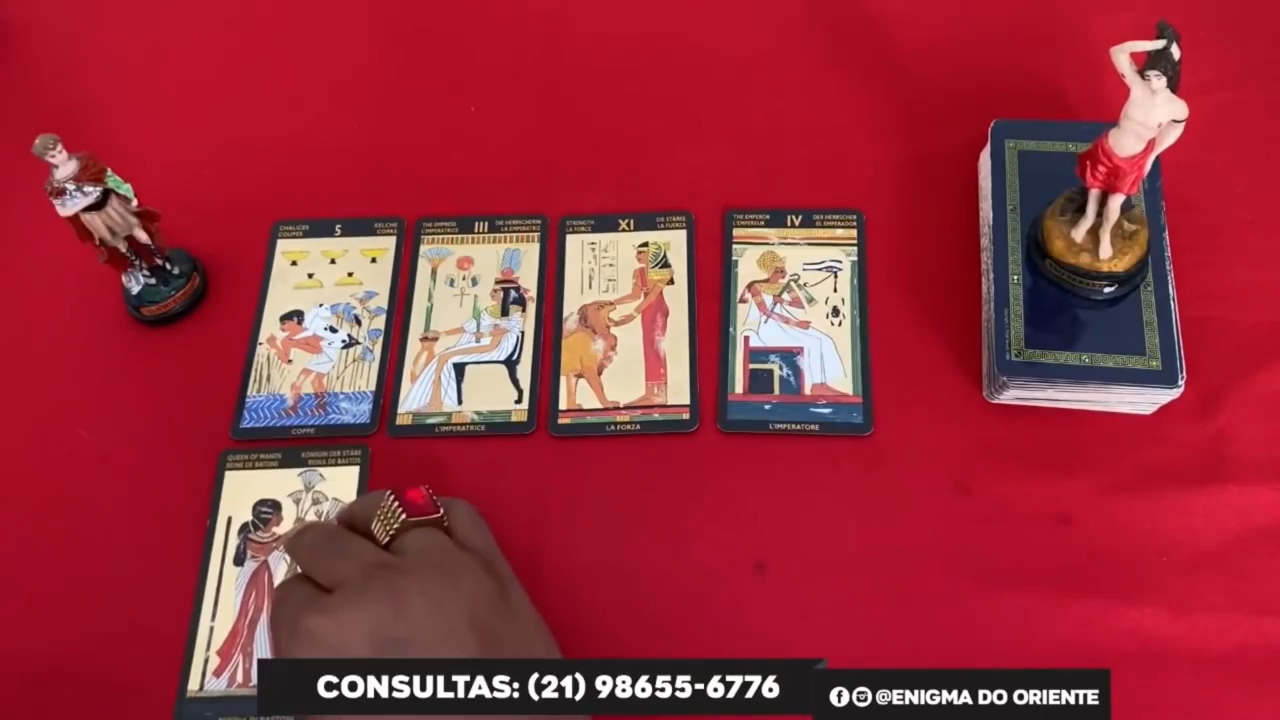 CHALICES
COUPES
5
KELCHE
COPAS
COPPE
THE EMPRESS
L'IMPERATRICE
III
DIE HERRSCHERIN
LA EMPERATRIZ
L'IMPERATRICE
STRENGTH
LA FORCE
XI
DIE STÄRKE
LA FUERZA
LA FORZA
THE EMPEROR
L'EMPEREUR
IV
DER HERRSCHER
EL EMPERADOR
L'IMPERATORE
QUEEN OF WANDS
REINE DE BATONS
KÖNIGIN DER STÄBE
REINA DE BASTOS
CONSULTAS: (21) 98655-6776
@ENIGMA DO ORIENTE